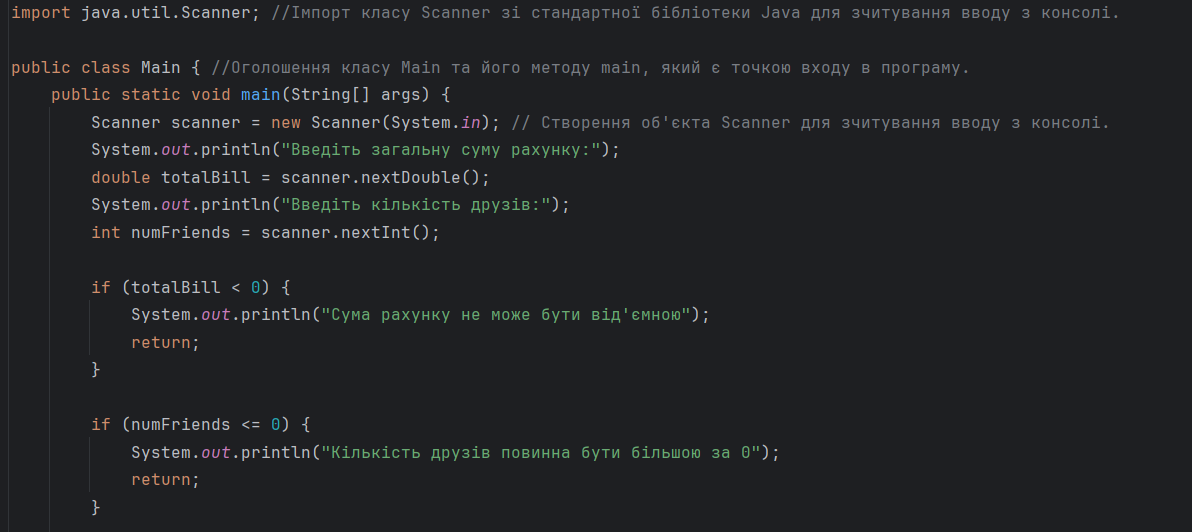 import java.util.Scanner; //Імпорт класу Scanner зі стандартної бібліотеки Java для зчитування вводу з консолі.
public class Main { //Оголошення класу Main та його методу main, який є точкою входу в програму.
public static void main(String[] args) {
Scanner scanner = new Scanner(System.in); // Створення об'єкта Scanner для зчитування вводу з консолі.
System.out.println("Введіть загальну суму рахунку:");
double totalBill = scanner.nextDouble();
System.out.println("Введіть кількість друзів:");
int numFriends = scanner.nextInt();
if (totalBill < 0) {
System.out.println("Сума рахунку не може бути від'ємною");
return;
}
if (numFriends <= 0) {
System.out.println("Кількість друзів повинна бути більшою за 0");
return;
}